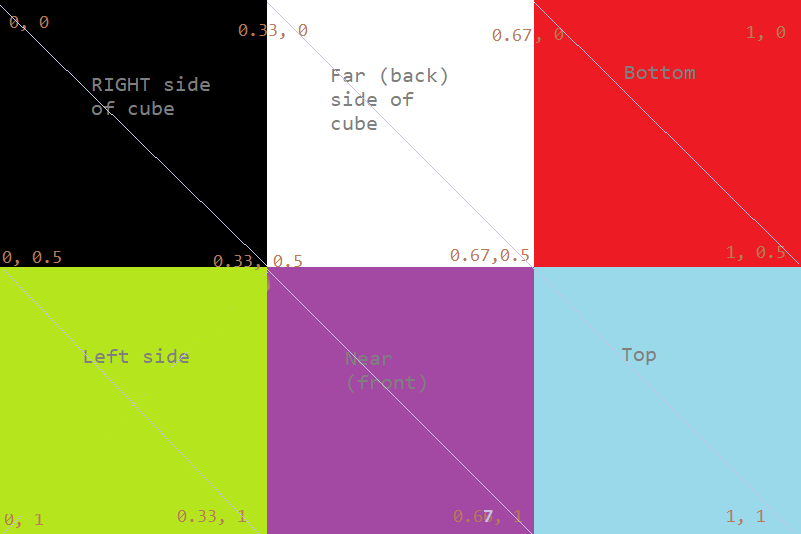 0, 0
0.33, 0
0.67, 0
1, 0
RIGHT side
of cube
Far (back)
side of
cube
Bottom
0, 0.5
0.33, 0.5
0.67,0.5
1, 0.5
Left side
Near
(front)
Top
0, 1
0.33, 1
0.67, 1
1, 1